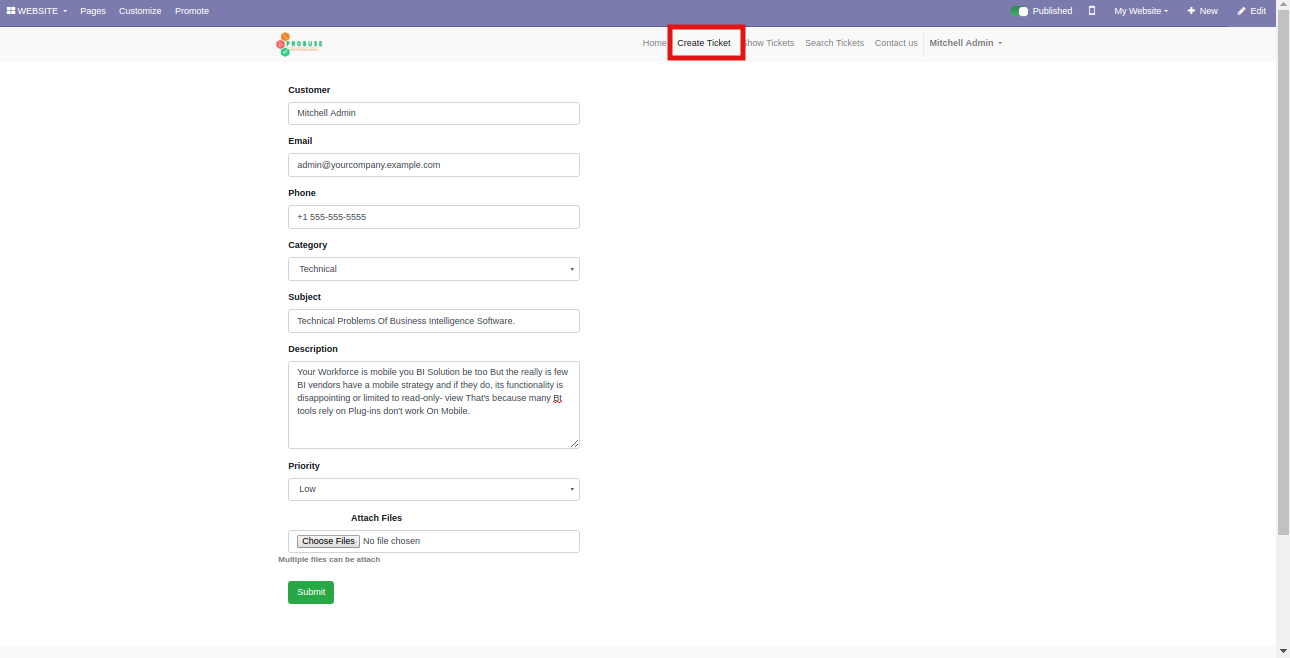 WEBSITE Pages Customize Promote Published My Website New Edit
PROBUSE Home Create Ticket Show Tickets Search Tickets Contact us Mitchell Admin
Customer
Mitchell Admin
Email
admin@yourcompany.example.com
Phone
+1 555-555-5555
Category
Technical
Subject
Technical Problems Of Business Intelligence Software.
Description
Your Workforce is mobile you BI Solution be too But the really is few
BI vendors have a mobile strategy and if they do, its functionality is
disappointing or limited to read-only- view That's because many Bt
tools rely on Plug-ins don't work On Mobile.
Priority
Low
Attach Files
Choose Files No file chosen
Multiple files can be attach
Submit